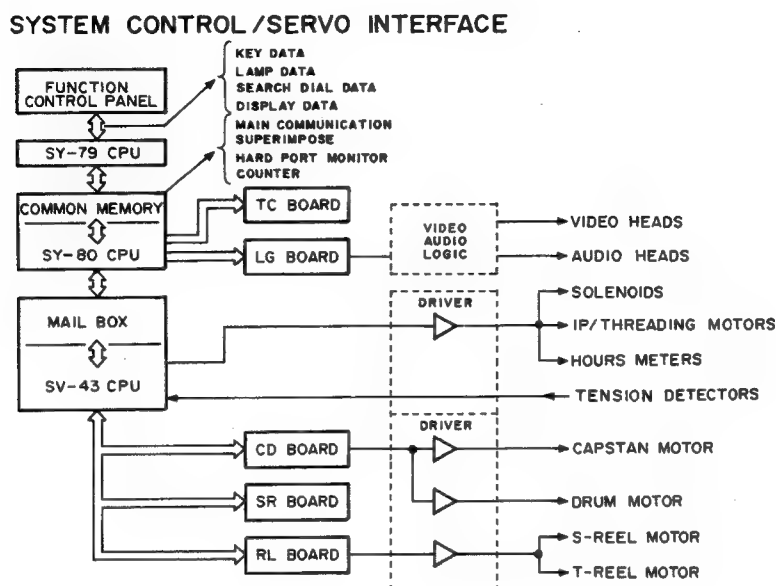 SYSTEM CONTROL/SERVO INTERFACE
KEY DATA
LAMP DATA
SEARCH DIAL DATA
DISPLAY DATA
MAIN COMMUNICATION
SUPERIMPOSE
HARD PORT MONITOR
COUNTER
FUNCTION
CONTROL PANEL
SY-79 CPU
COMMON MEMORY
SY-80 CPU
TC BOARD
LG BOARD
VIDEO
AUDIO
LOGIC
VIDEO HEADS
AUDIO HEADS
MAIL BOX
SV-43 CPU
DRIVER
SOLENOIDS
IP/THREADING MOTORS
HOURS METERS
TENSION DETECTORS
DRIVER
CD BOARD
CAPSTAN MOTOR
SR BOARD
DRUM MOTOR
RL BOARD
S-REEL MOTOR
T-REEL MOTOR